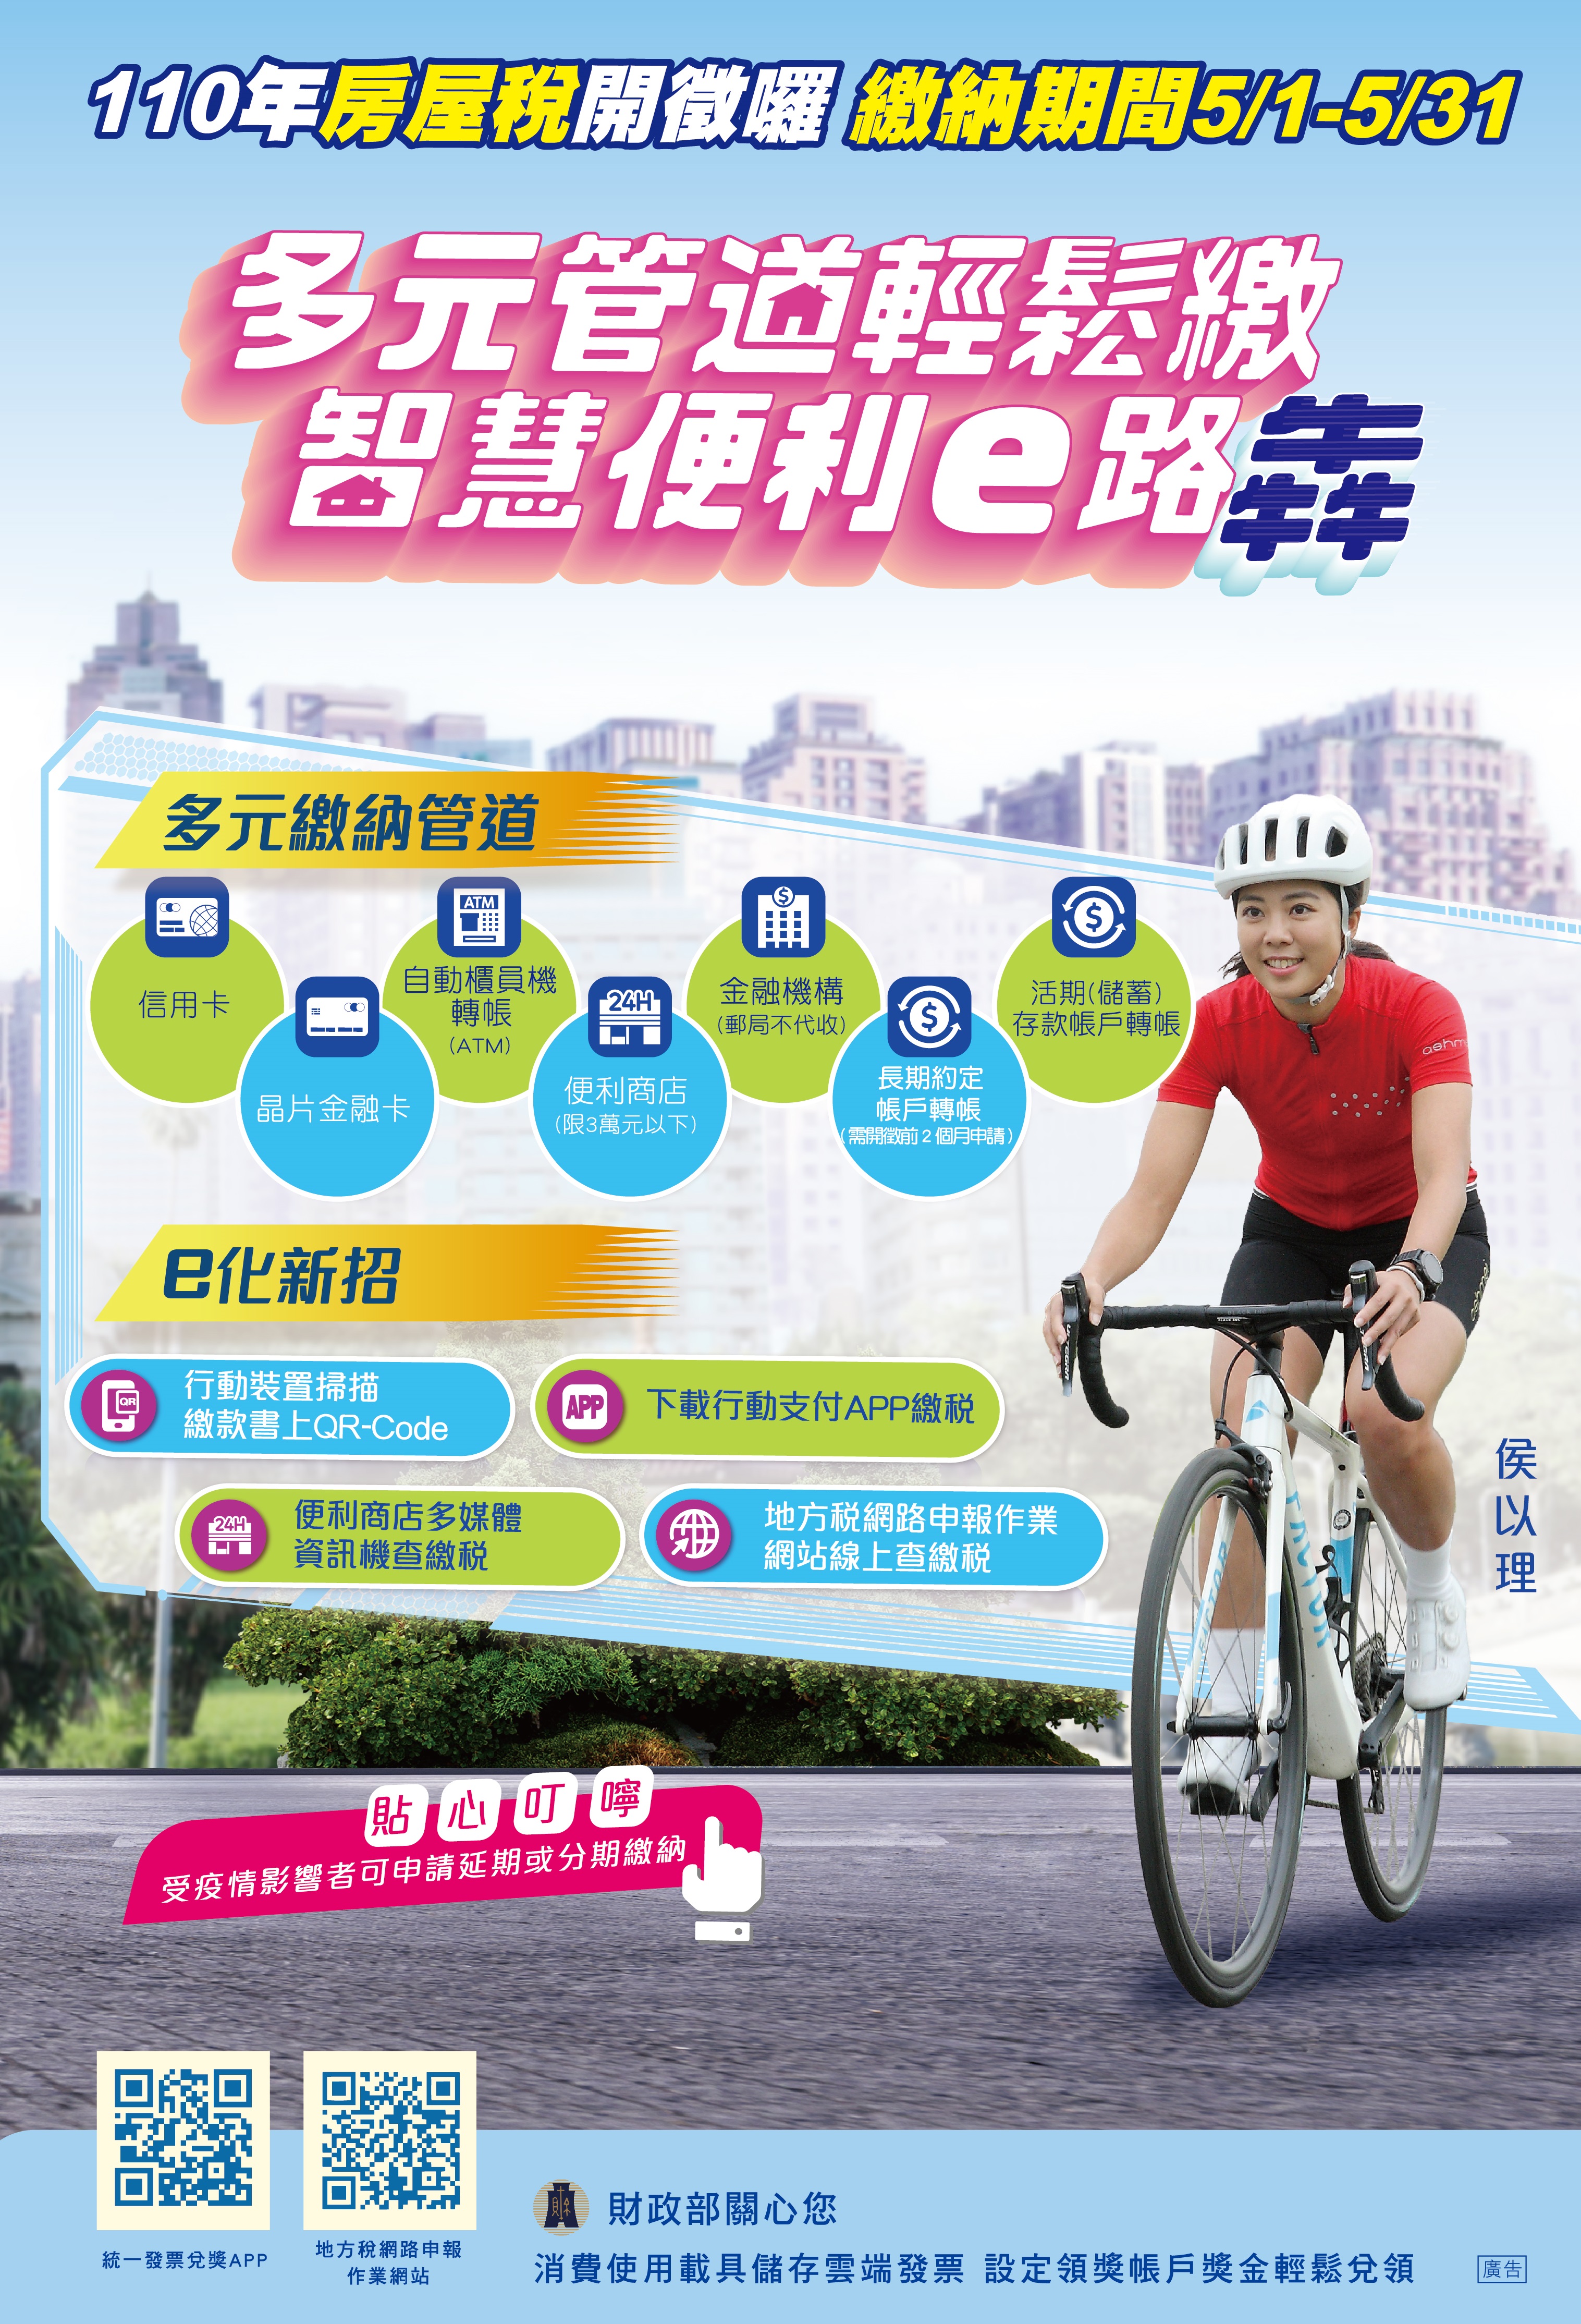 110年房屋稅開徵囉 繳納期間5/1-5/31
多元管道輕鬆繳
智慧便利e路犇
多元繳納管道
信用卡
晶片金融卡
ATM
自動櫃員機
轉帳
(ATM)
24H
便利商店
(限3萬元以下)
金融機構
(郵局不代收)
長期約定
帳戶轉帳
(需開徵前2個月申請)
活期(儲蓄)
存款帳戶轉帳
e化新招
QR
行動裝置掃描
繳款書上QR-Code
APP
下載行動支付APP繳稅
24H
便利商店多媒體
資訊機查繳稅
地方稅網路申報作業
網站線上查繳稅
侯以理
貼心叮嚀
受疫情影響者可申請延期或分期繳納
統一發票兌獎APP
地方稅網路申報
作業網站
財政部關心您
消費使用載具儲存雲端發票 設定領獎帳戶獎金輕鬆兌領
廣告